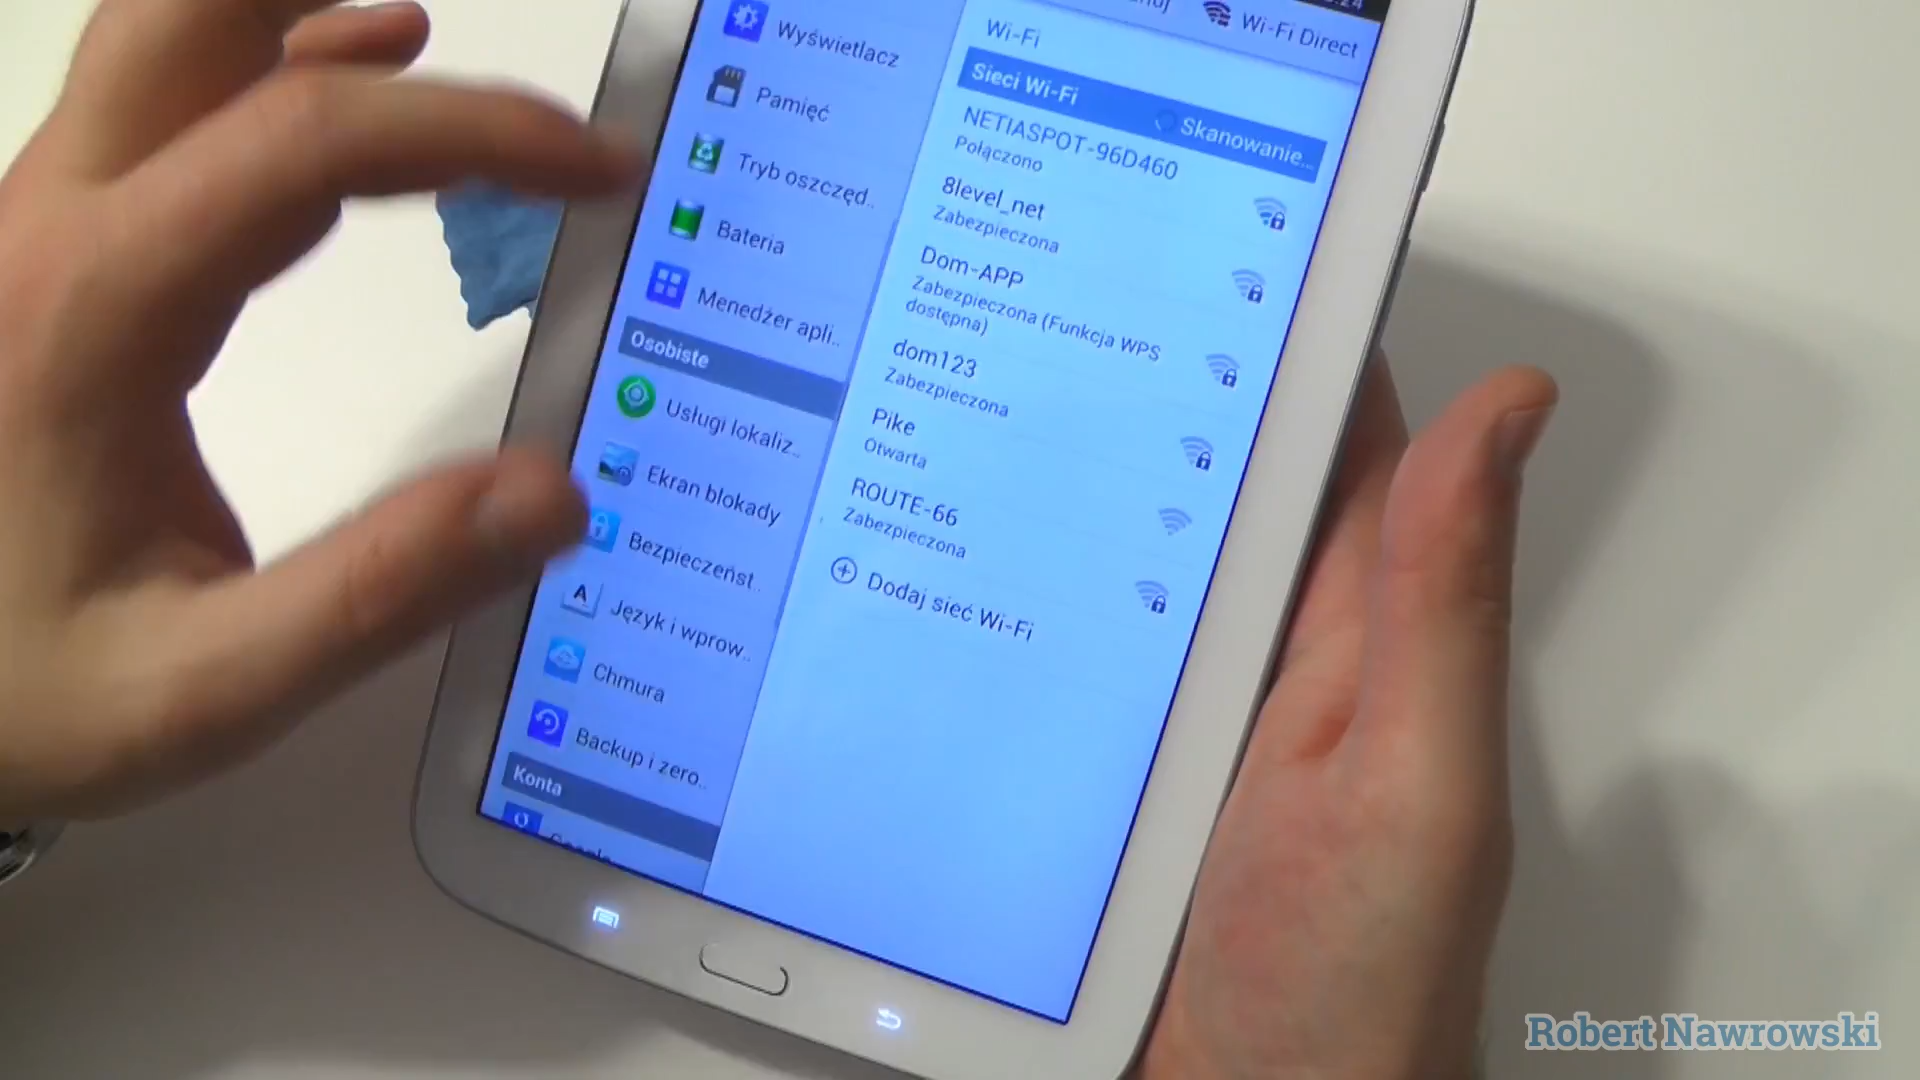 Wi-Fi Direct
Wyświetlacz
Pamięć
Tryb oszczęd..
Bateria
Menedżer apli..
Osobiste
Usługi lokaliz..
Ekran blokady
Bezpieczeńst..
Język i wprow..
Chmura
Backup i zero..
Konta
Wi-Fi
Sieci Wi-Fi
Skanowanie...
NETIASPOT-96D460
Połączono
8level_net
Zabezpieczona
Dom-APP
Zabezpieczona (Funkcja WPS
dostępna)
dom123
Zabezpieczona
Pike
Otwarta
ROUTE-66
Zabezpieczona
Dodaj sieć Wi-Fi
Robert Nawrowski